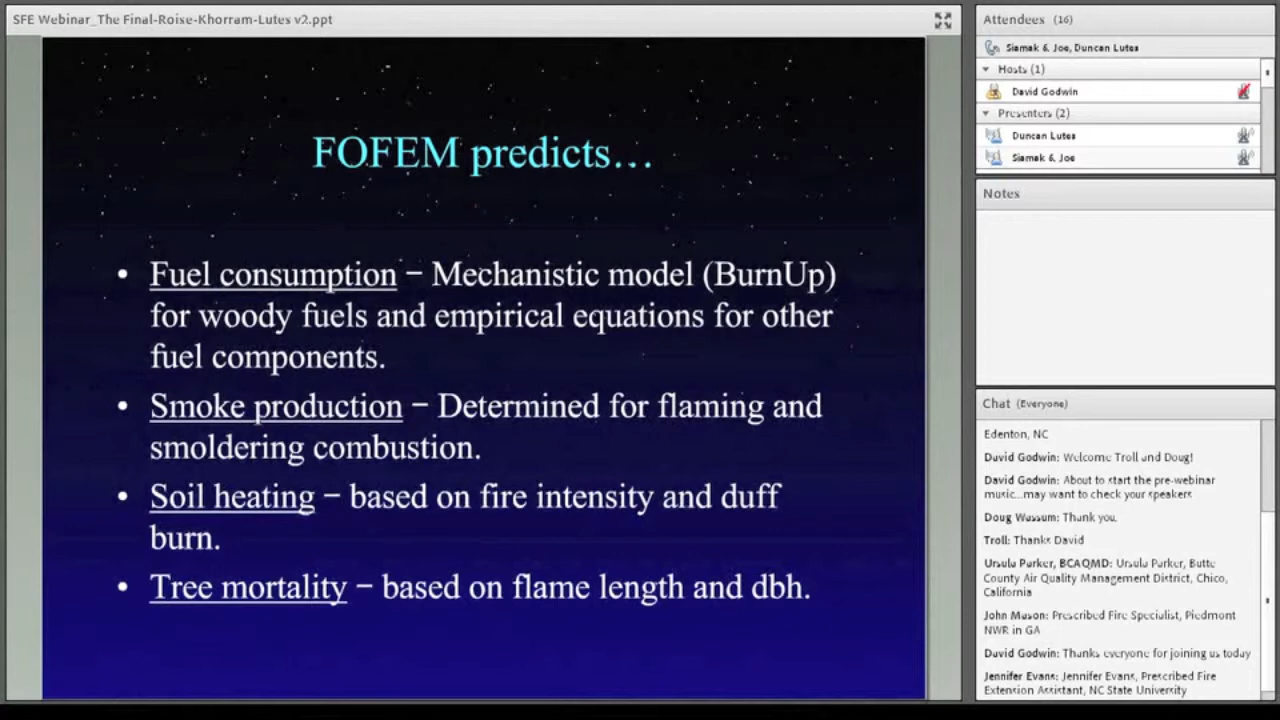 SFE Webinar_The Final-Roise-Khorram-Lutes v2.ppt
FOFEM predicts…
• Fuel consumption – Mechanistic model (BurnUp)
for woody fuels and empirical equations for other
fuel components.
• Smoke production – Determined for flaming and
smoldering combustion.
• Soil heating – based on fire intensity and duff
burn.
• Tree mortality – based on flame length and dbh.
Attendees (16)
Siamak & Joe, Duncan Lutes
Hosts (1)
David Godwin
Presenters (2)
Duncan Lutes
Siamak & Joe
Notes
Chat (Everyone)
Edenton, NC
David Godwin: Welcome Troll and Doug!
David Godwin: About to start the pre-webinar
music...may want to check your speakers
Doug Wassum: Thank you.
Troll: Thanks David
Ursula Parker, BCAQMD: Ursula Parker, Butte
County Air Quality Management District, Chico,
California
John Mason: Prescribed Fire Specialist, Piedmont
NWR in GA
David Godwin: Thanks everyone for joining us today
Jennifer Evans: Jennifer Evans, Prescribed Fire
Extension Assistant, NC State University